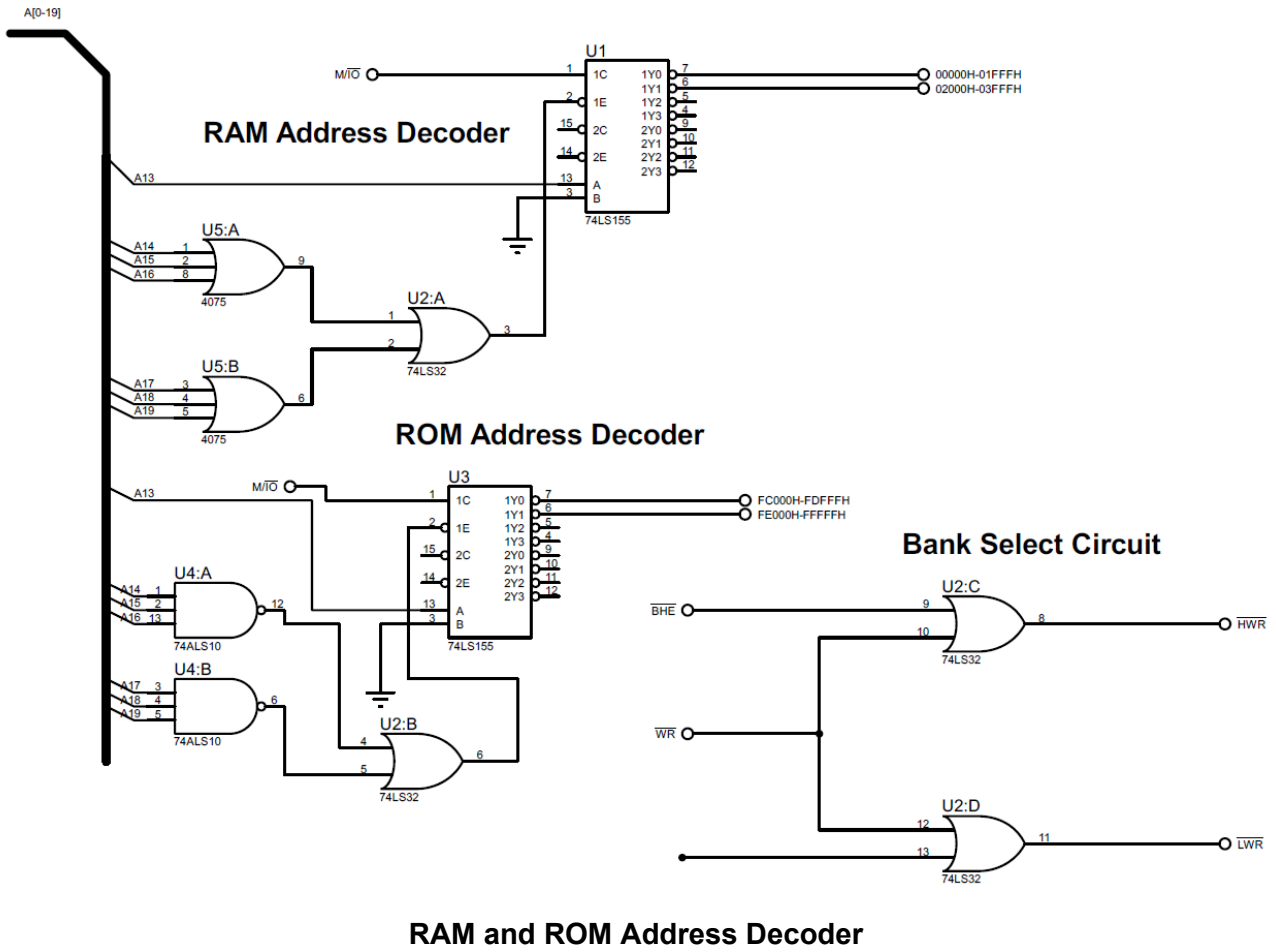 A[0-19]
U1
M/IO
1 1C 1Y0 7 00000H-01FFFH
1Y1 6 02000H-03FFFH
2 1E 1Y2 5
1Y3 4
15 2C 2Y0 9
2Y1 10
14 2E 2Y2 11
2Y3 12
13 A
3 B
74LS155
RAM Address Decoder
A13
U5:A
A14 1
A15 2 9
A16 8
4075
U2:A
1
2 3
74LS32
U5:B
A17 3
A18 4 6
A19 5
4075
ROM Address Decoder
U3
M/IO
1 1C 1Y0 7 FC000H-FDFFFH
1Y1 6 FE000H-FFFFFH
2 1E 1Y2 5
1Y3 4
15 2C 2Y0 9
2Y1 10
14 2E 2Y2 11
2Y3 12
13 A
3 B
74LS155
A13
U4:A
A14 1
A15 2 12
A16 13
74ALS10
U4:B
A17 3
A18 4 6
A19 5
74ALS10
U2:B
4
5 6
74LS32
Bank Select Circuit
U2:C
BHE 9
10 8 HWR
74LS32
WR
U2:D
12
13 11 LWR
74LS32
RAM and ROM Address Decoder